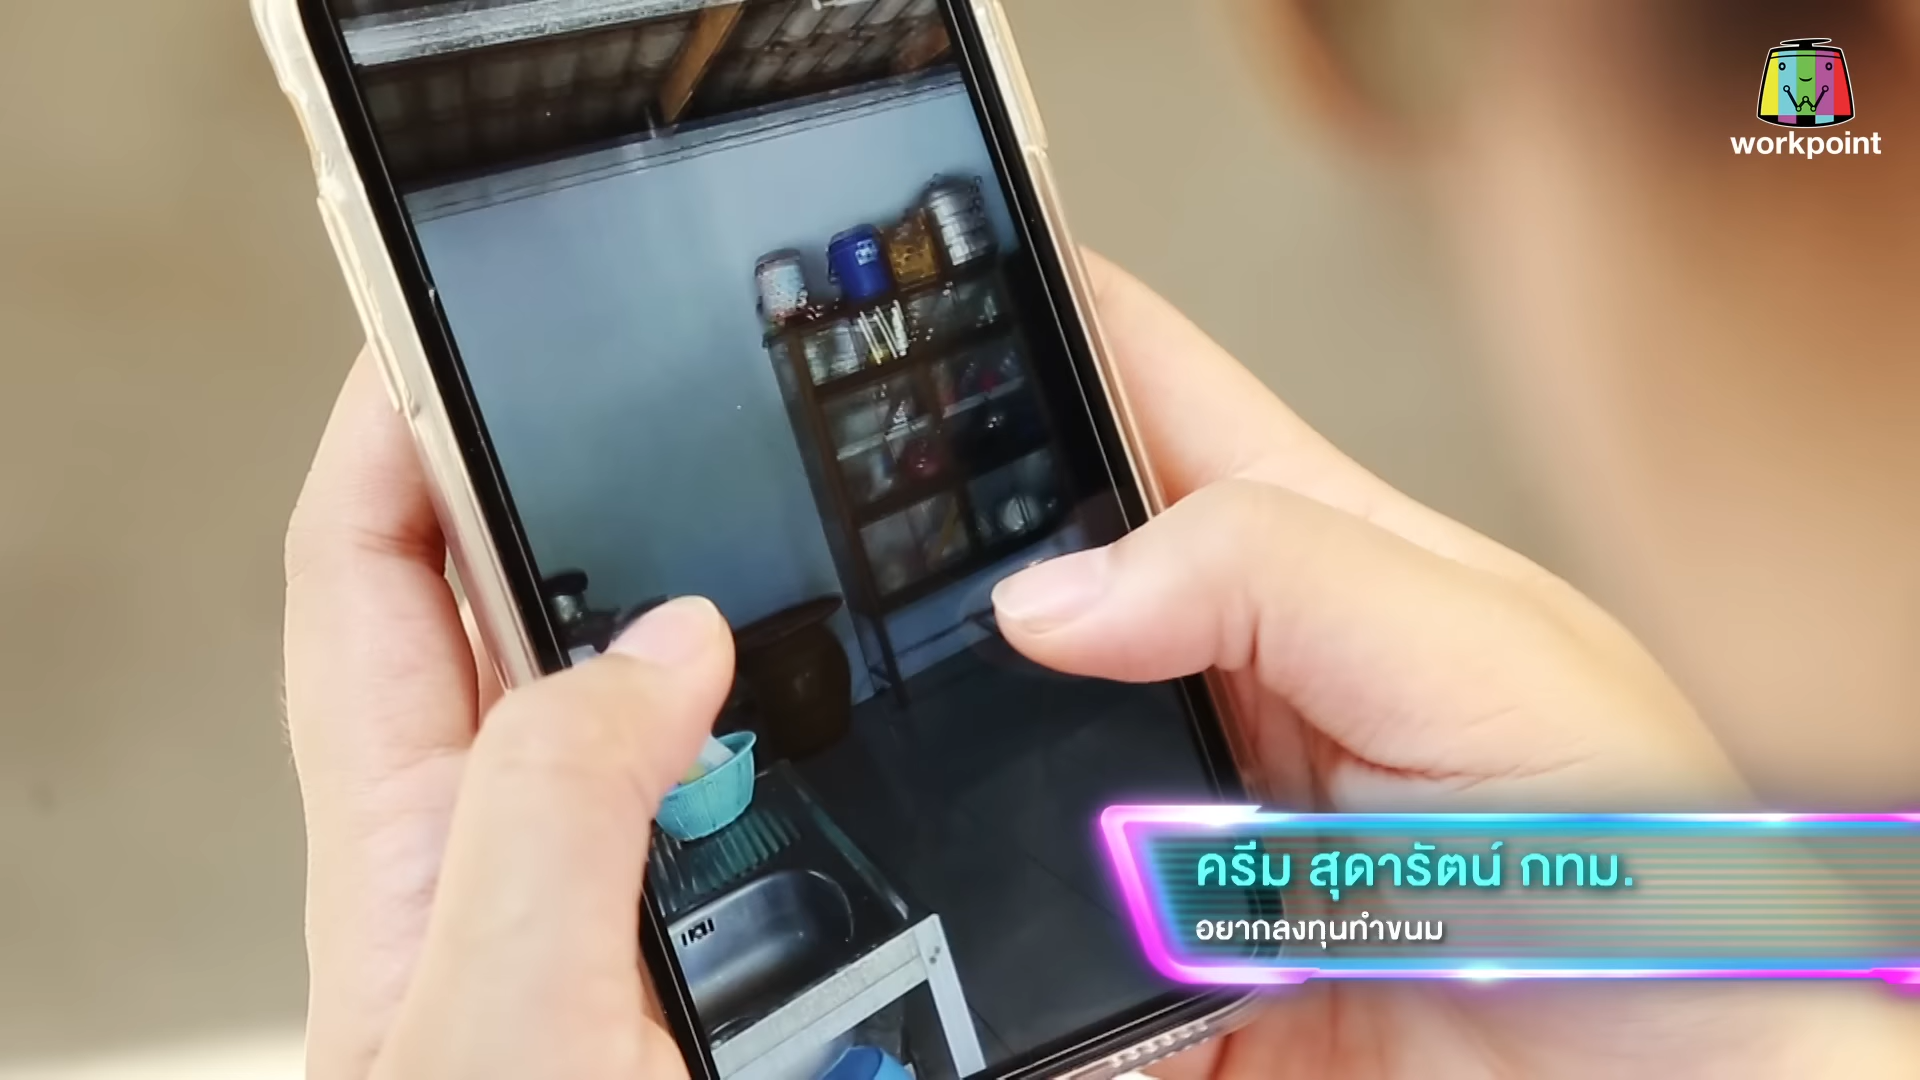 workpoint
ครีม สุดารัตน์ กทม.
อยากลงทุนทำขนม